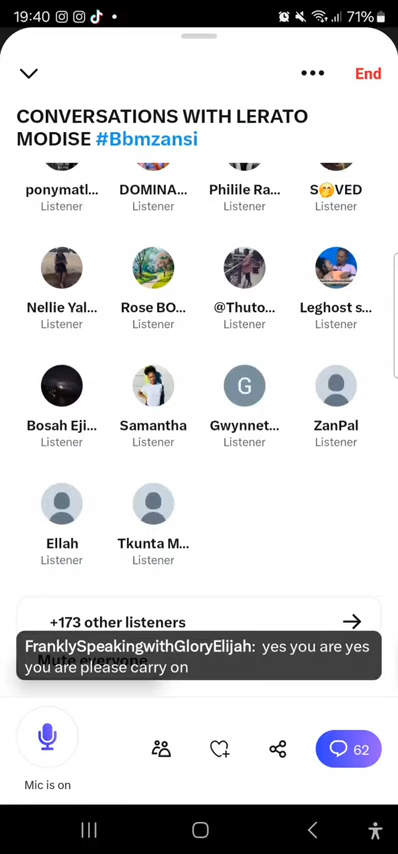 19:40 71%
End
CONVERSATIONS WITH LERATO
MODISE #Bbmzansi
ponymatl... DOMINA... Philile Ra... S🤭VED
Listener Listener Listener Listener
Nellie Yal... Rose BO... @Thuto... Leghost s...
Listener Listener Listener Listener
Bosah Eji... Samantha Gwynnet... ZanPal
Listener Listener Listener Listener
G
Ellah Tkunta M...
Listener Listener
+173 other listeners
Mute everyone
FranklySpeakingwithGloryElijah: yes you are yes
you are please carry on
62
Mic is on